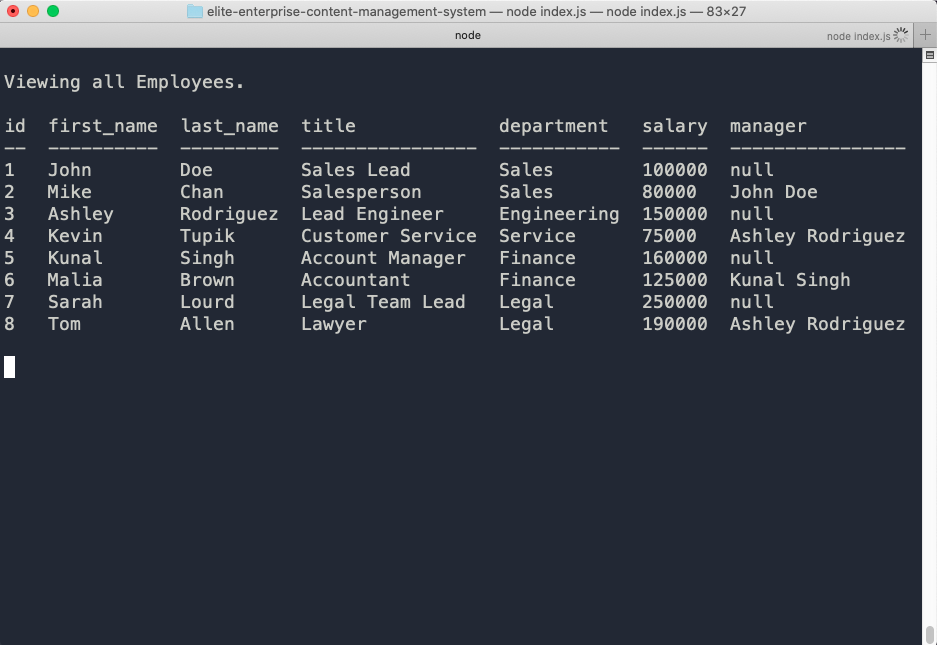 elite-enterprise-content-management-system — node index.js — node index.js — 83×27
node
node index.js
Viewing all Employees.
id  first_name  last_name  title             department   salary  manager
--  ----------  ---------  ----------------  -----------  ------  ----------------
1   John        Doe        Sales Lead        Sales        100000  null
2   Mike        Chan       Salesperson       Sales        80000   John Doe
3   Ashley      Rodriguez  Lead Engineer     Engineering  150000  null
4   Kevin       Tupik      Customer Service  Service      75000   Ashley Rodriguez
5   Kunal       Singh      Account Manager   Finance      160000  null
6   Malia       Brown      Accountant        Finance      125000  Kunal Singh
7   Sarah       Lourd      Legal Team Lead   Legal        250000  null
8   Tom         Allen      Lawyer            Legal        190000  Ashley Rodriguez